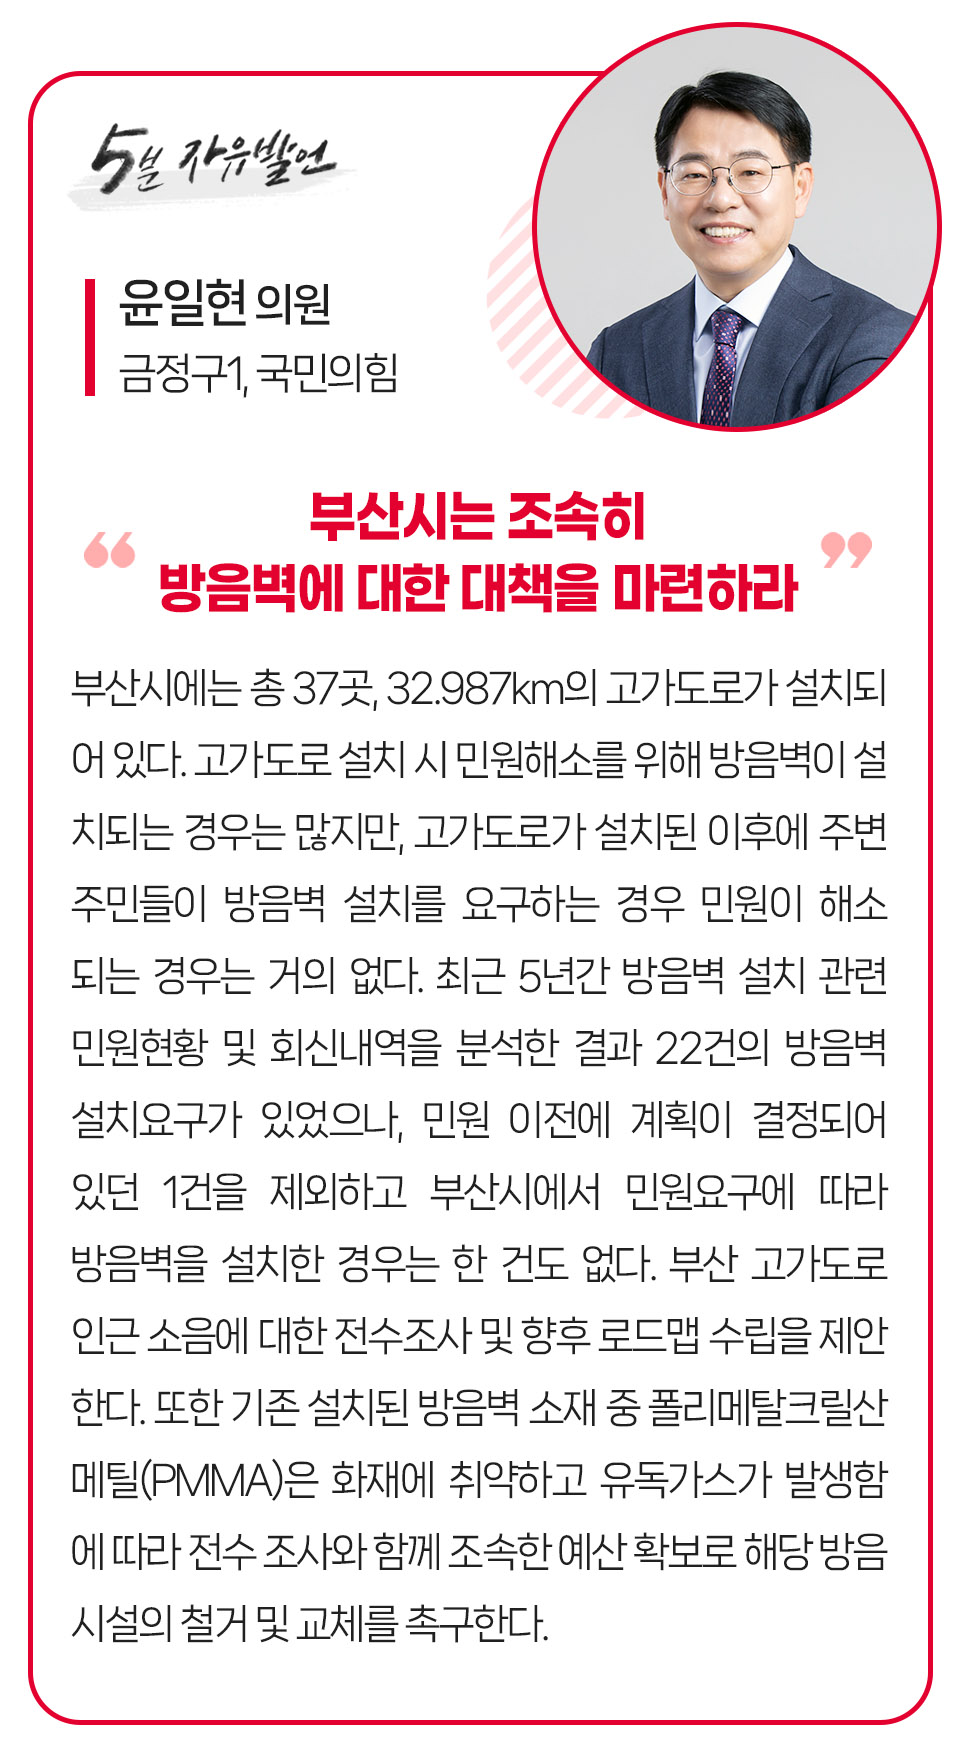 5분 자유발언
윤일현 의원
금정구1, 국민의힘
“ 부산시는 조속히
방음벽에 대한 대책을 마련하라 ”
부산시에는 총 37곳, 32.987km의 고가도로가 설치되
어 있다. 고가도로 설치 시 민원해소를 위해 방음벽이 설
치되는 경우는 많지만, 고가도로가 설치된 이후에 주변
주민들이 방음벽 설치를 요구하는 경우 민원이 해소
되는 경우는 거의 없다. 최근 5년간 방음벽 설치 관련
민원현황 및 회신내역을 분석한 결과 22건의 방음벽
설치요구가 있었으나, 민원 이전에 계획이 결정되어
있던 1건을 제외하고 부산시에서 민원요구에 따라
방음벽을 설치한 경우는 한 건도 없다. 부산 고가도로
인근 소음에 대한 전수조사 및 향후 로드맵 수립을 제안
한다. 또한 기존 설치된 방음벽 소재 중 폴리메탈크릴산
메틸(PMMA)은 화재에 취약하고 유독가스가 발생함
에 따라 전수 조사와 함께 조속한 예산 확보로 해당 방음
시설의 철거 및 교체를 촉구한다.